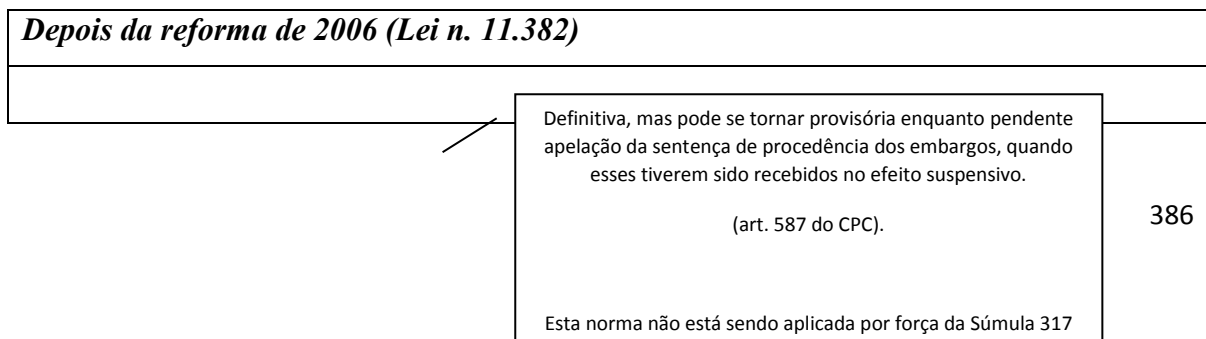 Depois da reforma de 2006 (Lei n. 11.382)
Definitiva, mas pode se tornar provisória enquanto pendente
apelação da sentença de procedência dos embargos, quando
esses tiverem sido recebidos no efeito suspensivo.
(art. 587 do CPC).
386
Esta norma não está sendo aplicada por força da Súmula 317